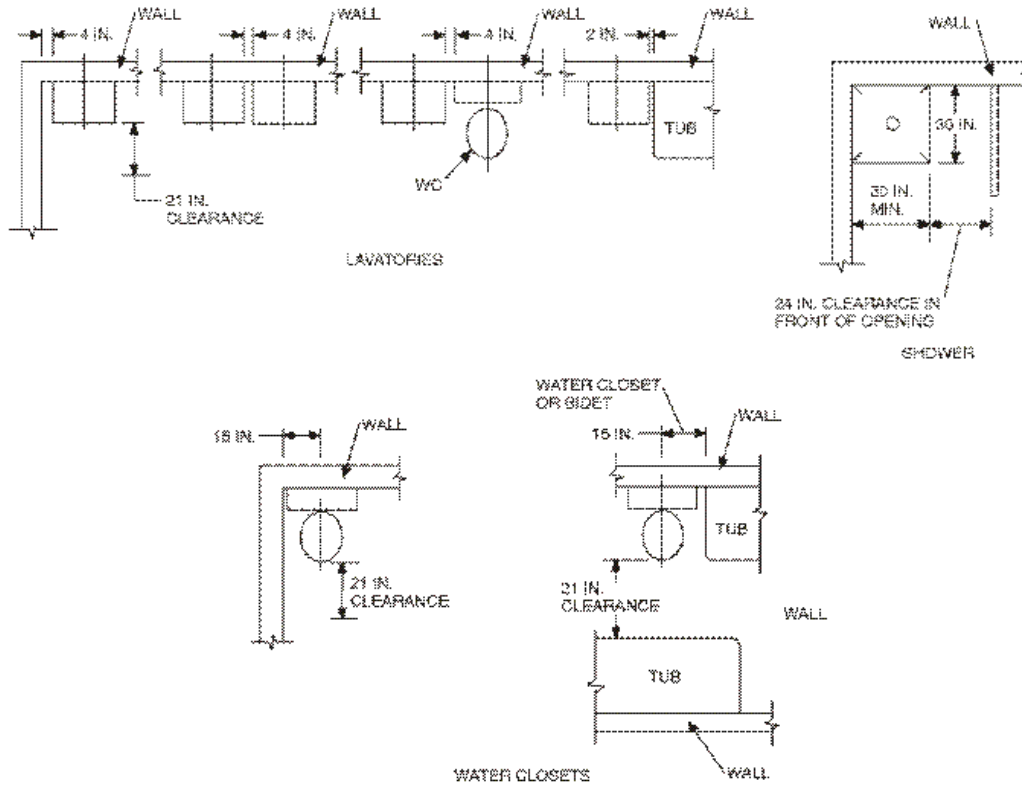 WALL
4 IN.
WALL
4 IN.
WALL
4 IN.
WALL
2 IN.
WALL
TUB
WC
21 IN.
CLEARANCE
LAVATORIES
30 IN.
30 IN.
MIN.
24 IN. CLEARANCE IN
FRONT OF OPENING
SHOWER
15 IN.
WALL
21 IN.
CLEARANCE
WATER CLOSET
OR BIDET
15 IN.
WALL
TUB
21 IN.
CLEARANCE
WALL
TUB
WALL
WATER CLOSETS